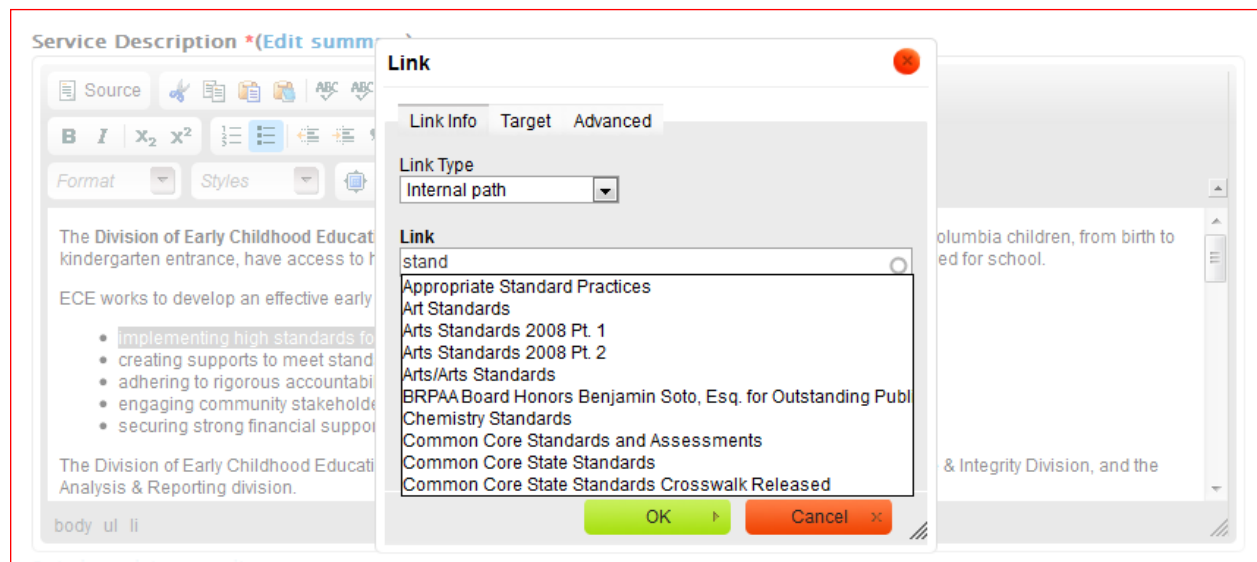 Service Description *(Edit summ
Link
Source
ABC ABC
Link Info Target Advanced
B I X₂ X²
Link Type
Format Styles
Internal path
The Division of Early Childhood Educat
Link
olumbia children, from birth to
kindergarten entrance, have access to h
stand
ed for school.
ECE works to develop an effective early
Appropriate Standard Practices
Art Standards
implementing high standards fo
Arts Standards 2008 Pt. 1
creating supports to meet stand
Arts Standards 2008 Pt. 2
adhering to rigorous accountabi
Arts/Arts Standards
engaging community stakeholde
BRPAA Board Honors Benjamin Soto, Esq. for Outstanding Publ
securing strong financial suppor
Chemistry Standards
Common Core Standards and Assessments
The Division of Early Childhood Educati
Common Core State Standards
& Integrity Division, and the
Analysis & Reporting division.
Common Core State Standards Crosswalk Released
body ul li
OK
Cancel